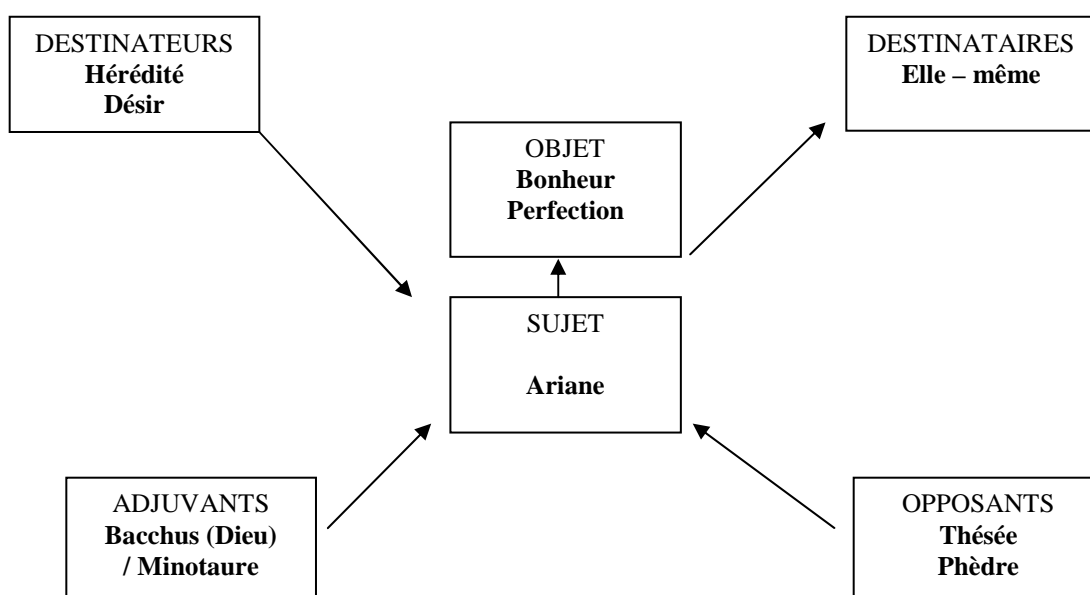 DESTINATEURS
Hérédité
Désir
DESTINATAIRES
Elle – même
OBJET
Bonheur
Perfection
SUJET
Ariane
ADJUVANTS
Bacchus (Dieu)
/ Minotaure
OPPOSANTS
Thésée
Phèdre